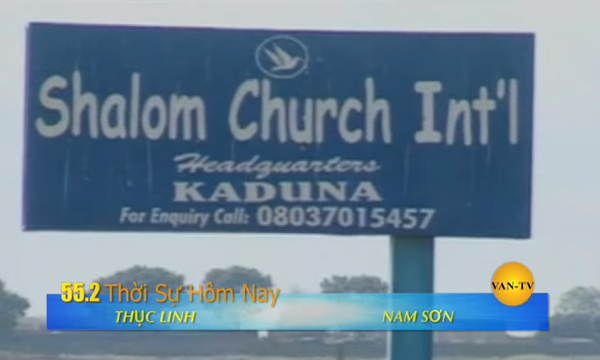 Shalom Church Int'l
Headquarters
KADUNA
For Enquiry Call: 08037015457
55.2 Thời Sự Hôm Nay
VAN-TV
THỤC LINH NAM SƠN